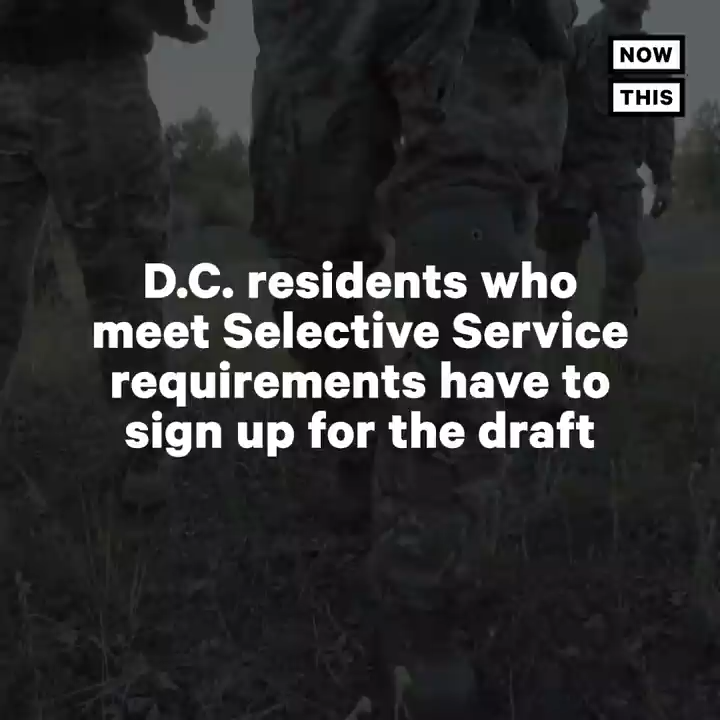 NOW
THIS
D.C. residents who
meet Selective Service
requirements have to
sign up for the draft